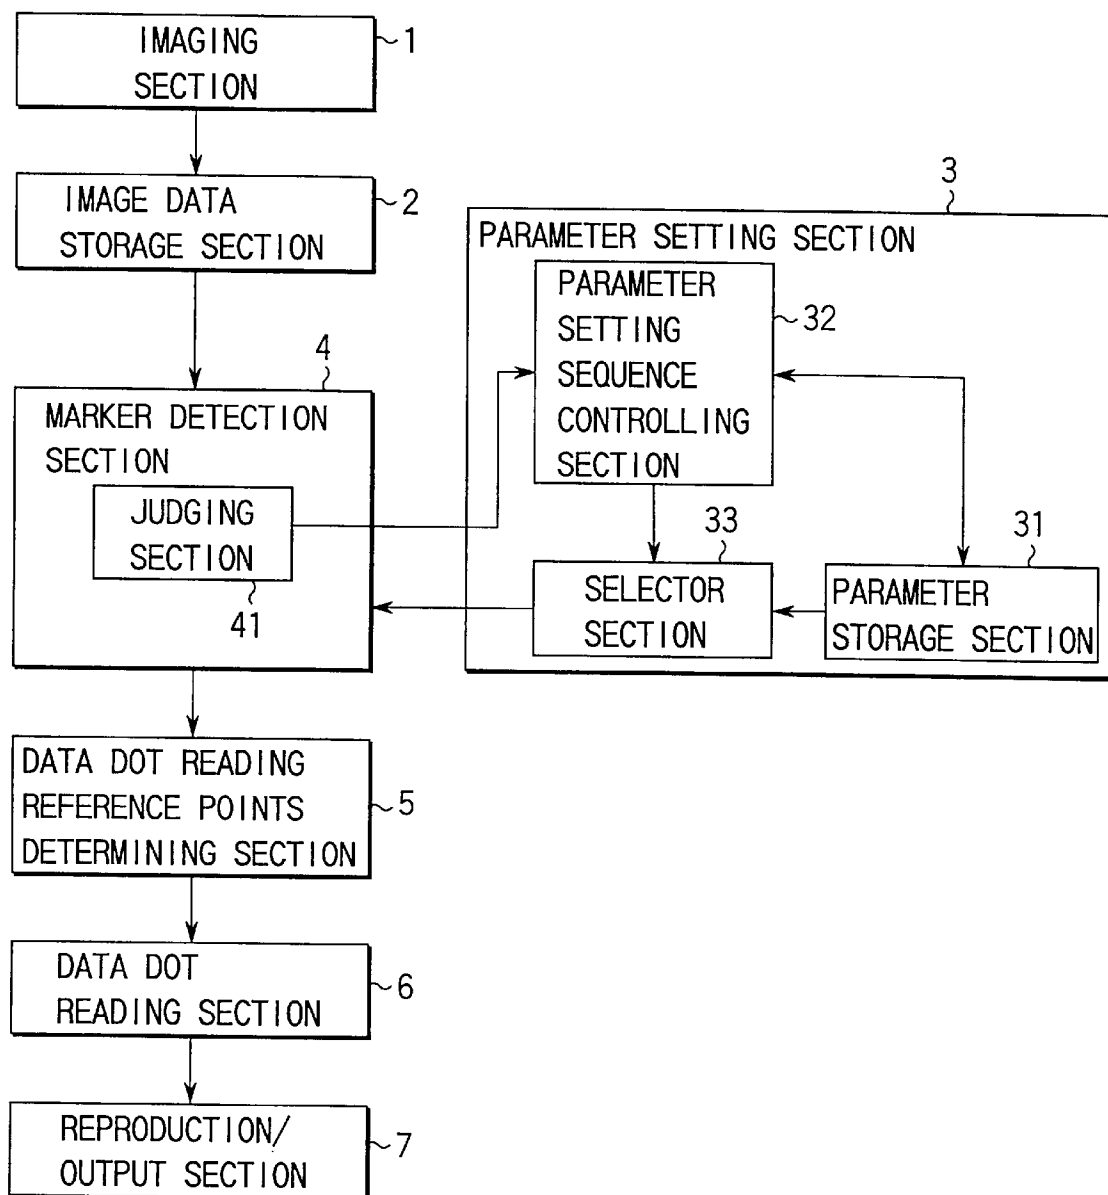 IMAGING
SECTION
1
IMAGE DATA
STORAGE SECTION
2
3
PARAMETER SETTING SECTION
PARAMETER
SETTING
SEQUENCE
CONTROLLING
SECTION
32
4
MARKER DETECTION
SECTION
JUDGING
SECTION
41
33
SELECTOR
SECTION
31
PARAMETER
STORAGE SECTION
DATA DOT READING
REFERENCE POINTS
DETERMINING SECTION
5
DATA DOT
READING SECTION
6
REPRODUCTION/
OUTPUT SECTION
7